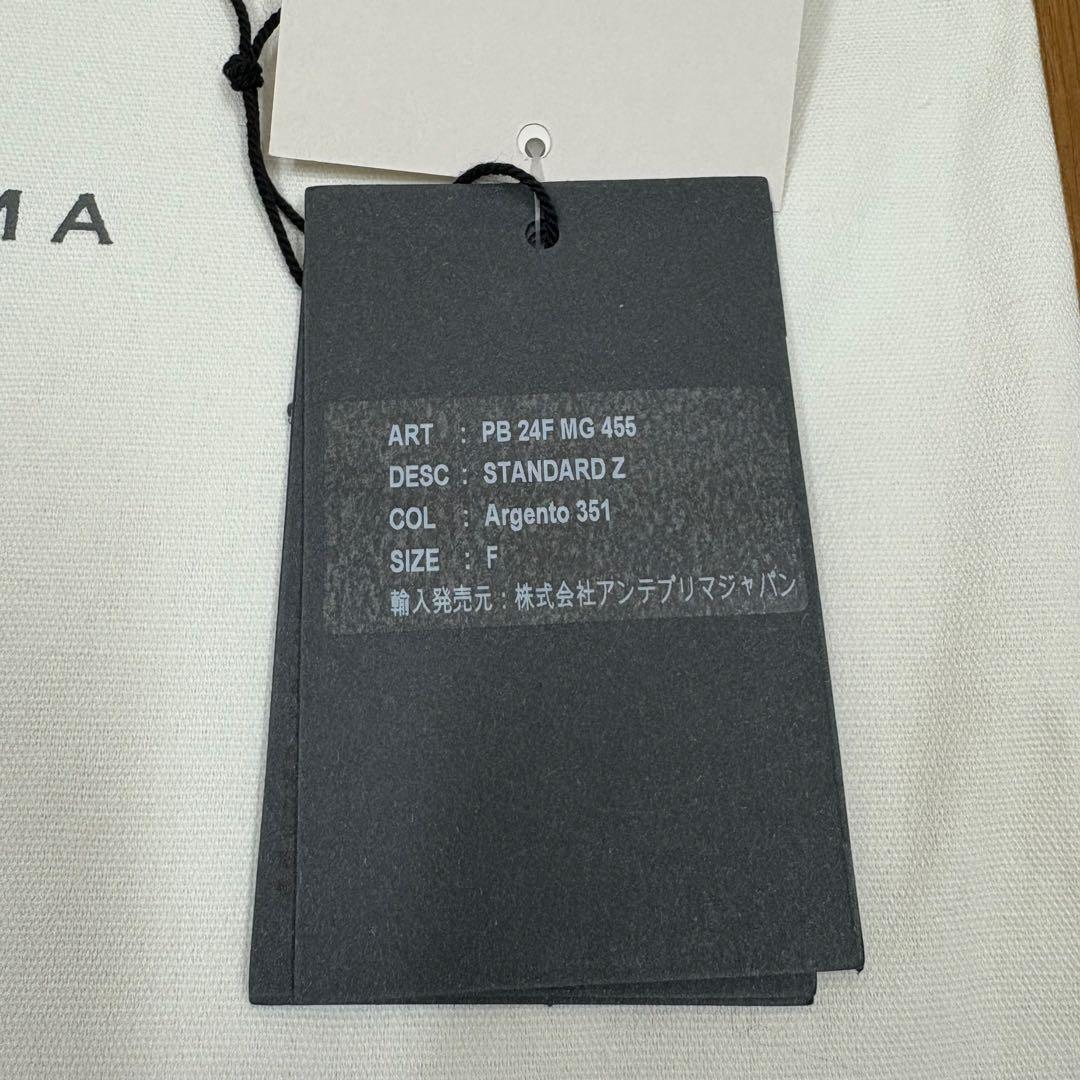 MA
ART : PB 24F MG 455
DESC : STANDARD Z
COL : Argento 351
SIZE : F
輸入発売元：株式会社アンテプリマジャパン